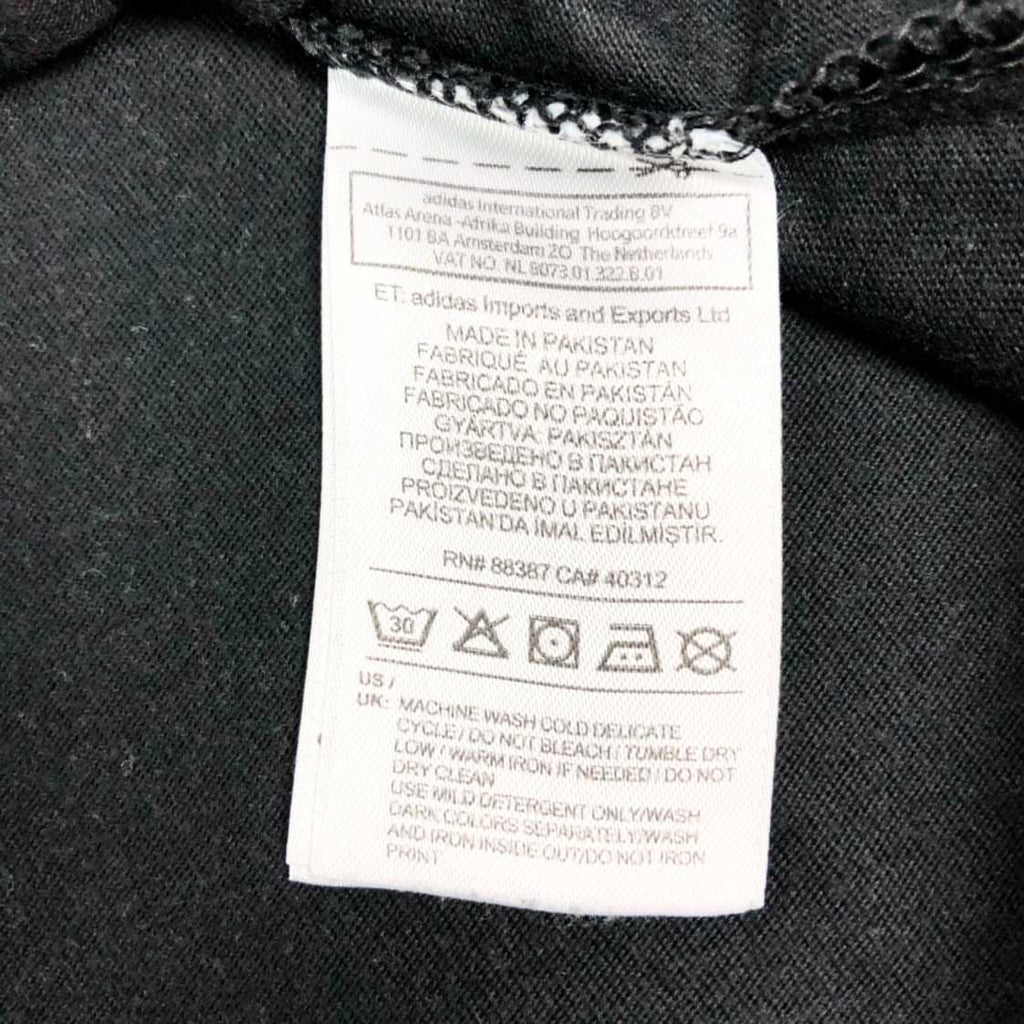 adidas International Trading BV
Atlas Arena -Afrika Building Hoogoorddreef 9a
1101 BA Amsterdam ZO The Netherlands
VAT NO. NL 8073.01.322.B.01
ET: adidas Imports and Exports Ltd
MADE IN PAKISTAN
FABRIQUÉ AU PAKISTAN
FABRICADO EN PAKISTÁN
FABRICADO NO PAQUISTÃO
GYÁRTVA: PAKISZTÁN
ПРОИЗВЕДЕНО В ПАКИСТАН
СДЕЛАНО В ПАКИСТАНЕ
PROIZVEDENO U PAKISTANU
PAKİSTAN'DA İMAL EDİLMİŞTİR.
RN# 88387 CA# 40312
30
US /
UK: MACHINE WASH COLD DELICATE
CYCLE / DO NOT BLEACH / TUMBLE DRY
LOW / WARM IRON IF NEEDED / DO NOT
DRY CLEAN
USE MILD DETERGENT ONLY/WASH
DARK COLORS SEPARATELY/WASH
AND IRON INSIDE OUT/DO NOT IRON
PRINT